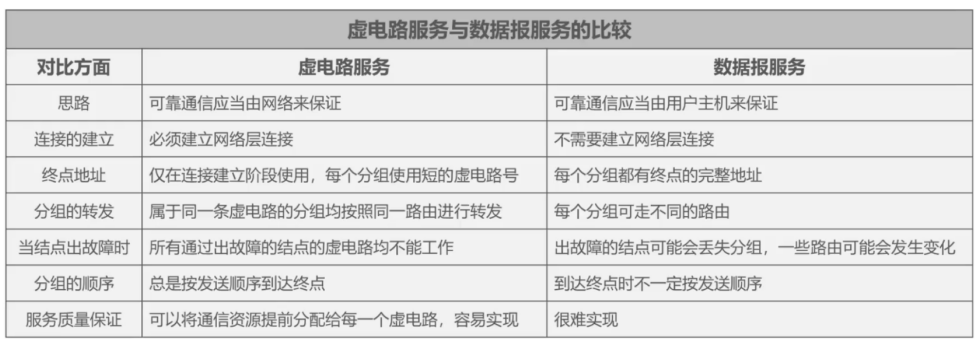 虚电路服务与数据报服务的比较
对比方面 虚电路服务 数据报服务
思路 可靠通信应当由网络来保证 可靠通信应当由用户主机来保证
连接的建立 必须建立网络层连接 不需要建立网络层连接
终点地址 仅在连接建立阶段使用，每个分组使用短的虚电路号 每个分组都有终点的完整地址
分组的转发 属于同一条虚电路的分组均按照同一路由进行转发 每个分组可走不同的路由
当结点出故障时 所有通过出故障的结点的虚电路均不能工作 出故障的结点可能会丢失分组，一些路由可能会发生变化
分组的顺序 总是按发送顺序到达终点 到达终点时不一定按发送顺序
服务质量保证 可以将通信资源提前分配给每一个虚电路，容易实现 很难实现